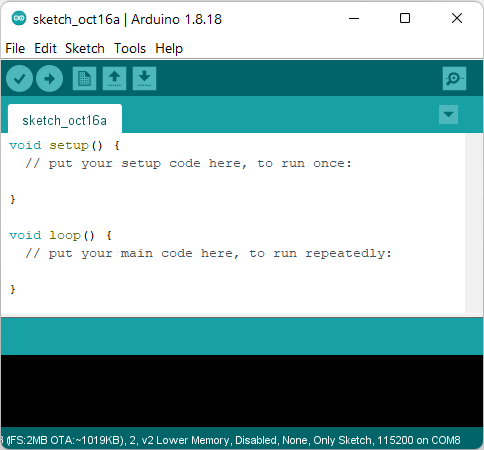 sketch_oct16a | Arduino 1.8.18
File Edit Sketch Tools Help
sketch_oct16a
void setup() {
  // put your setup code here, to run once:
}
void loop() {
  // put your main code here, to run repeatedly:
}
(FS:2MB OTA:~1019KB), 2, v2 Lower Memory, Disabled, None, Only Sketch, 115200 on COM8